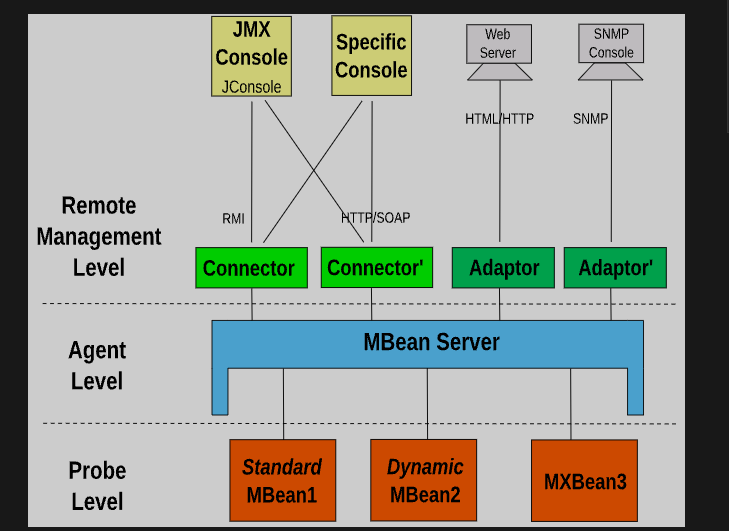 JMX
Console
JConsole
Specific
Console
Web
Server
SNMP
Console
HTML/HTTP
SNMP
Remote
Management
Level
RMI
HTTP/SOAP
Connector
Connector'
Adaptor
Adaptor'
Agent
Level
MBean Server
Probe
Level
Standard
MBean1
Dynamic
MBean2
MXBean3